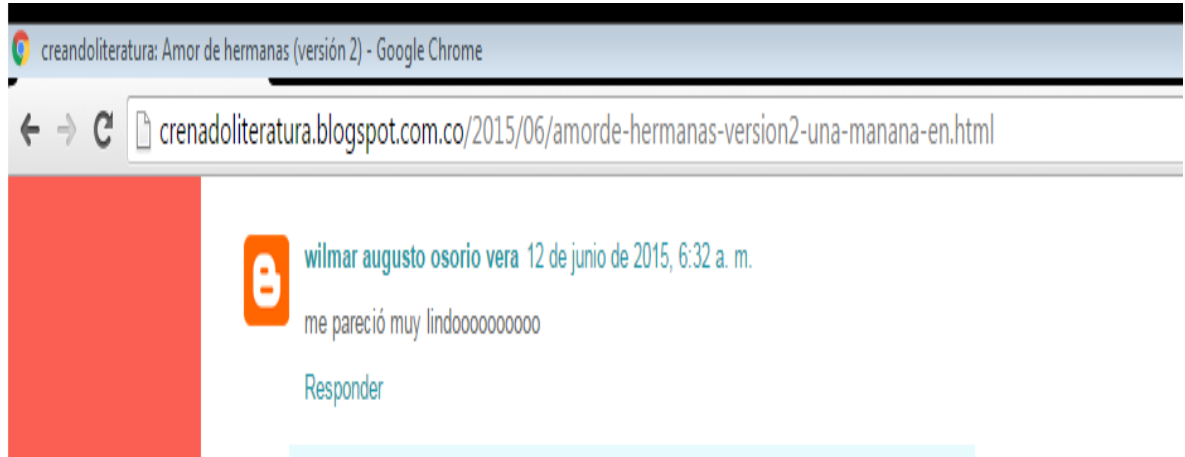 creandoliteratura: Amor de hermanas (versión 2) - Google Chrome
crenadoliteratura.blogspot.com.co/2015/06/amorde-hermanas-version2-una-manana-en.html
wilmar augusto osorio vera 12 de junio de 2015, 6:32 a. m.
me pareció muy lindoooooooooo
Responder